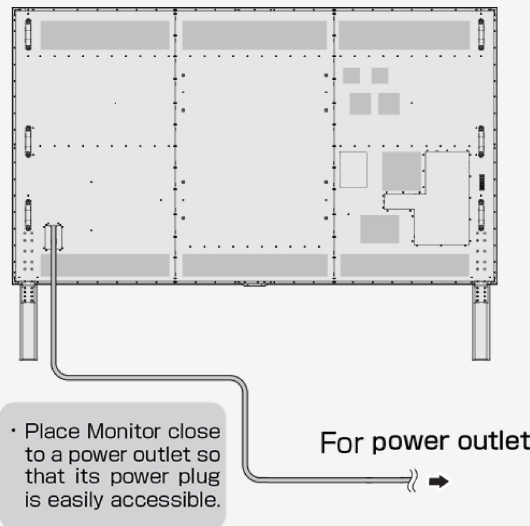 · Place Monitor close
to a power outlet so
that its power plug
is easily accessible.
For power outlet